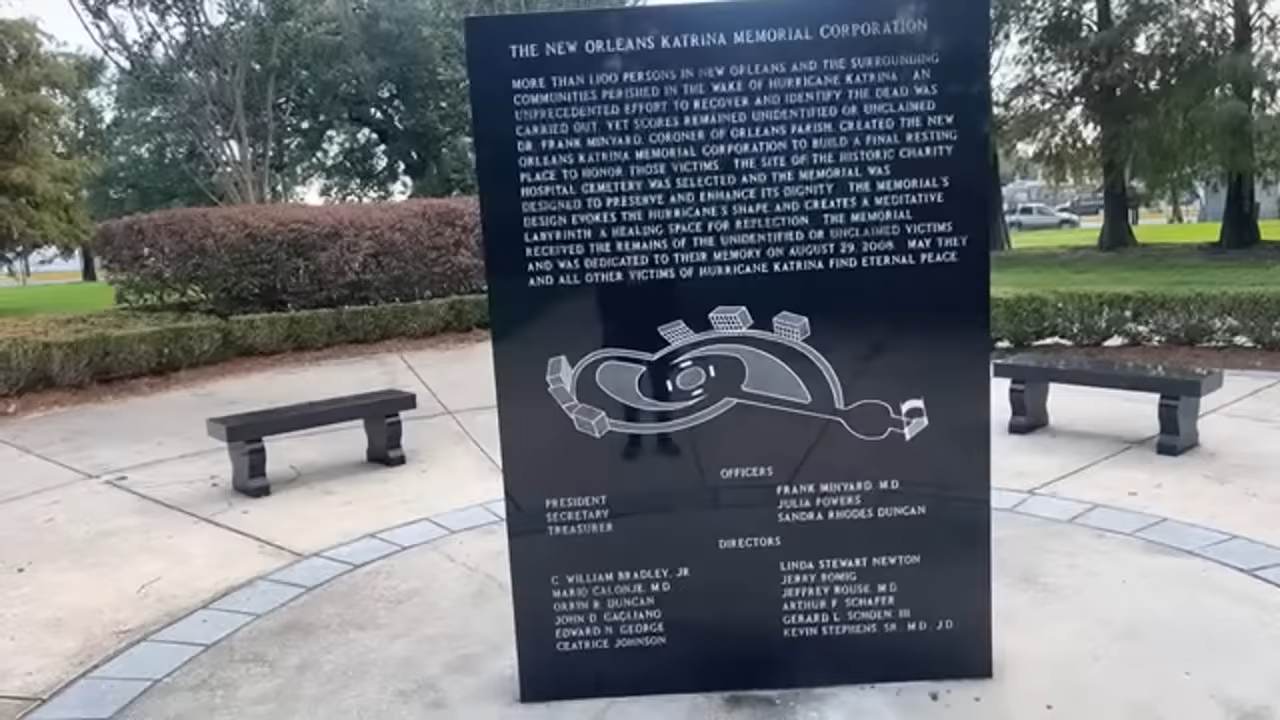 THE NEW ORLEANS KATRINA MEMORIAL CORPORATION
MORE THAN 1,100 PERSONS IN NEW ORLEANS AND THE SURROUNDING
COMMUNITIES PERISHED IN THE WAKE OF HURRICANE KATRINA. AN
UNPRECEDENTED EFFORT TO RECOVER AND IDENTIFY THE DEAD WAS
CARRIED OUT, YET SCORES REMAINED UNIDENTIFIED OR UNCLAIMED.
DR. FRANK MINYARD, CORONER OF ORLEANS PARISH, CREATED THE NEW
ORLEANS KATRINA MEMORIAL CORPORATION TO BUILD A FINAL RESTING
PLACE TO HONOR THOSE VICTIMS. THE SITE OF THE HISTORIC CHARITY
HOSPITAL CEMETERY WAS SELECTED AND THE MEMORIAL WAS
DESIGNED TO PRESERVE AND ENHANCE ITS DIGNITY. THE MEMORIAL'S
DESIGN EVOKES THE HURRICANE'S SHAPE AND CREATES A MEDITATIVE
LABYRINTH, A HEALING SPACE FOR REFLECTION. THE MEMORIAL
RECEIVED THE REMAINS OF THE UNIDENTIFIED OR UNCLAIMED VICTIMS
AND WAS DEDICATED TO THEIR MEMORY ON AUGUST 29, 2008. MAY THEY
AND ALL OTHER VICTIMS OF HURRICANE KATRINA FIND ETERNAL PEACE.
OFFICERS
PRESIDENT FRANK MINYARD, M.D.
SECRETARY JULIA POWERS
TREASURER SANDRA RHODES DUNCAN
DIRECTORS
C. WILLIAM BRADLEY, JR. LINDA STEWART NEWTON
MARIO CALONJE, M.D. JERRY ROMIG
ORRIN R. DUNCAN JEFFREY ROUSE, M.D.
JOHN D. GAGLIANO ARTHUR F. SCHAFER
EDWARD N. GEORGE GERARD L. SCHOEN, III
CEATRICE JOHNSON KEVIN STEPHENS, SR., M.D., J.D.